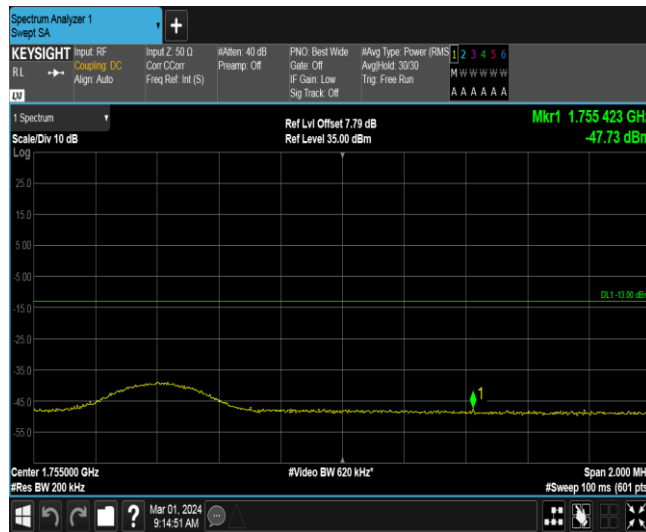 Spectrum Analyzer 1
Swept SA
KEYSIGHT
RL
LXI
Input: RF
Coupling: DC
Align: Auto
Input Z: 50 Ω
Corr CCorr
Freq Ref: Int (S)
#Atten: 40 dB
Preamp: Off
PNO: Best Wide
Gate: Off
IF Gain: Low
Sig Track: Off
#Avg Type: Power (RMS
Avg|Hold: 30/30
Trig: Free Run
1 2 3 4 5 6
M W W W W W
A A A A A A
1 Spectrum
Scale/Div 10 dB
Log
Ref Lvl Offset 7.79 dB
Ref Level 35.00 dBm
Mkr1 1.755 423 GHz
-47.73 dBm
25.0
15.0
5.00
-5.00
DL1 -13.00 dBm
-15.0
-25.0
-35.0
1
-45.0
-55.0
Center 1.755000 GHz
#Video BW 620 kHz*
Span 2.000 MH
#Res BW 200 kHz
#Sweep 100 ms (601 pts
?
Mar 01, 2024
9:14:51 AM